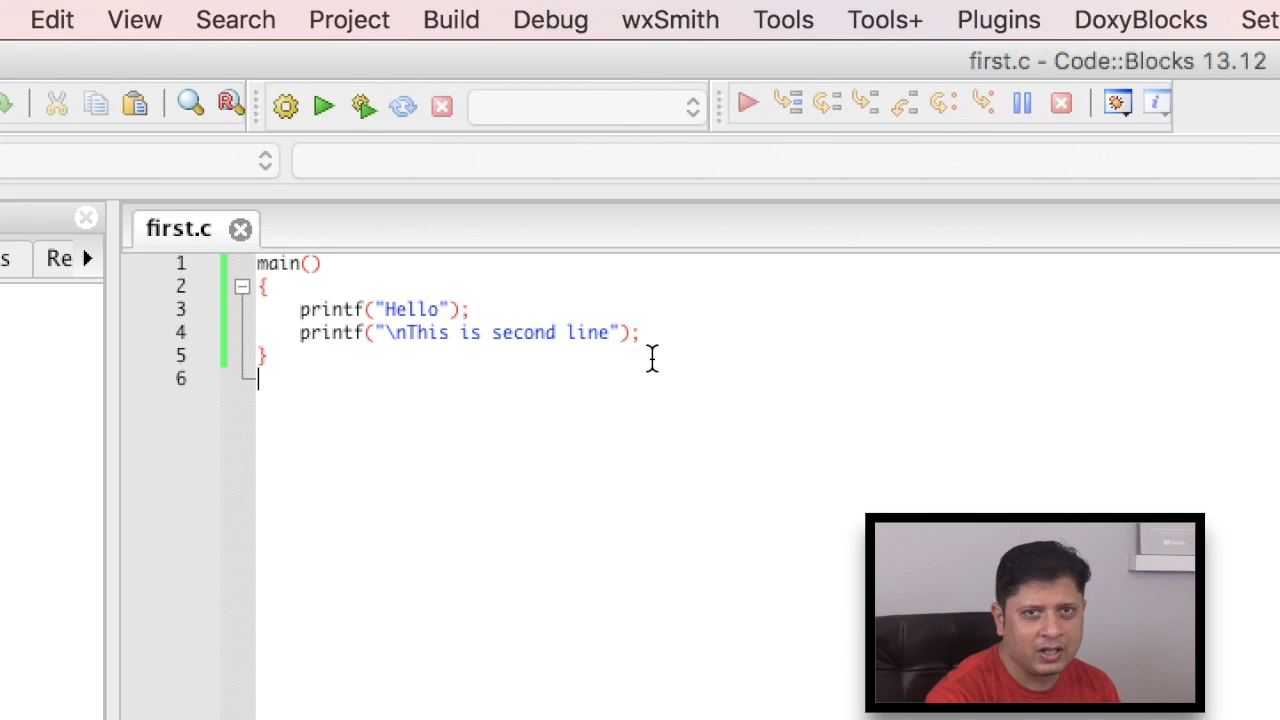 Edit View Search Project Build Debug wxSmith Tools Tools+ Plugins DoxyBlocks Set
first.c - Code::Blocks 13.12
s Re
first.c
1 main()
2 {
3 printf("Hello");
4 printf("\nThis is second line");
5 }
6